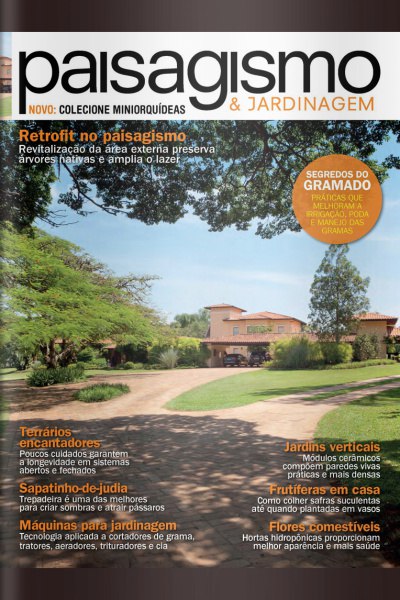 paisagismo
& JARDINAGEM
NOVO: COLECIONE MINIORQUÍDEAS
Retrofit no paisagismo
Revitalização da área externa preserva
árvores nativas e amplia o lazer
SEGREDOS DO
GRAMADO
PRÁTICAS QUE
MELHORAM A
IRRIGAÇÃO, PODA
E MANEJO DAS
GRAMAS
Terrários
encantadores
Poucos cuidados garantem
a longevidade em sistemas
abertos e fechados
Sapatinho-de-judia
Trepadeira é uma das melhores
para criar sombras e atrair pássaros
Máquinas para jardinagem
Tecnologia aplicada a cortadores de grama,
tratores, aeradores, trituradores e cia
Jardins verticais
Módulos cerâmicos
compõem paredes vivas
práticas e mais densas
Frutíferas em casa
Como colher safras suculentas
até quando plantadas em vasos
Flores comestíveis
Hortas hidropônicas proporcionam
melhor aparência e mais saúde